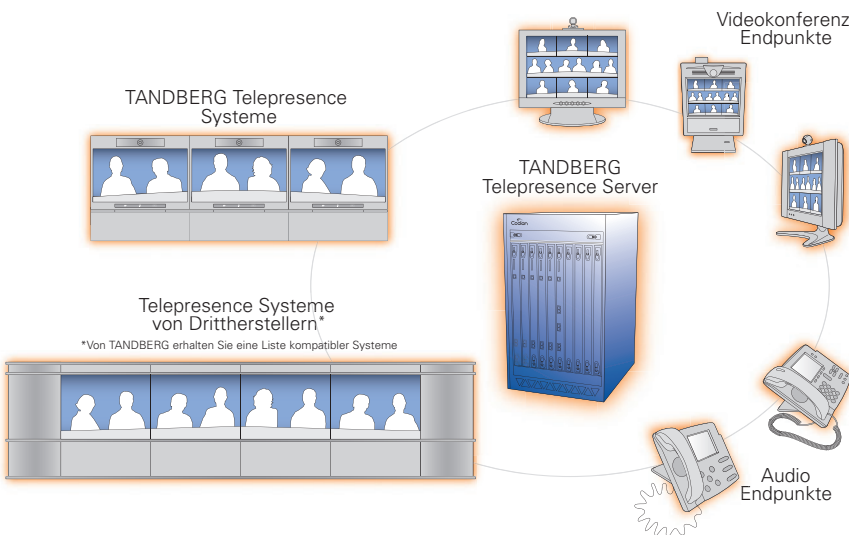 Videokonferenz
Endpunkte
TANDBERG Telepresence
Systeme
TANDBERG
Telepresence Server
Codian
Telepresence Systeme
von Drittherstellern*
*Von TANDBERG erhalten Sie eine Liste kompatibler Systeme
Audio
Endpunkte